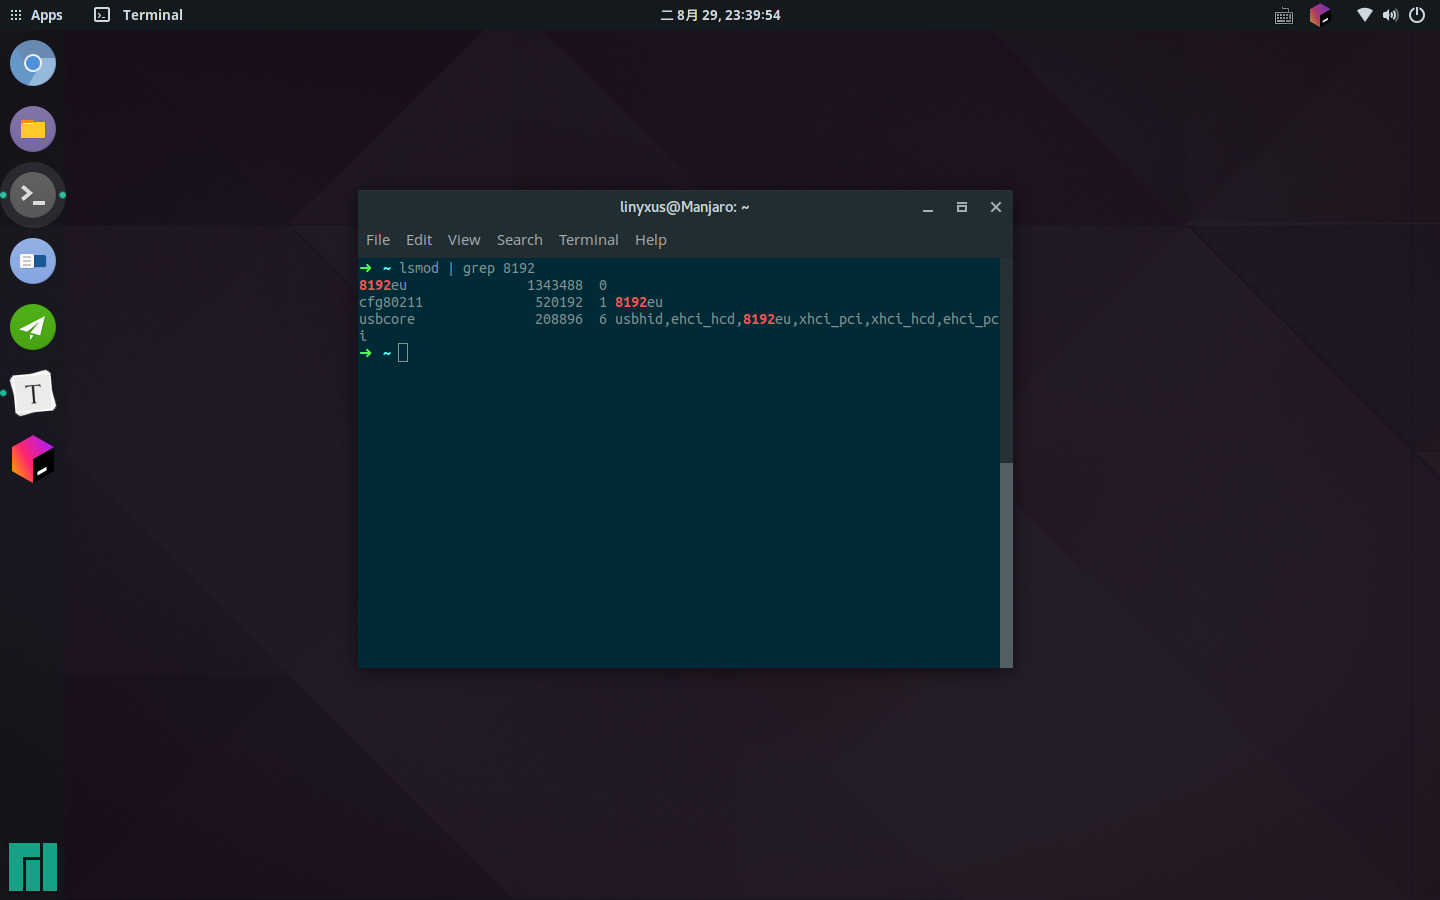 Apps Terminal 二 8月 29, 23:39:54
linyxus@Manjaro: ~
File Edit View Search Terminal Help
➜ ~ lsmod | grep 8192
8192eu 1343488 0
cfg80211 520192 1 8192eu
usbcore 208896 6 usbhid,ehci_hcd,8192eu,xhci_pci,xhci_hcd,ehci_pc
i
➜ ~
T